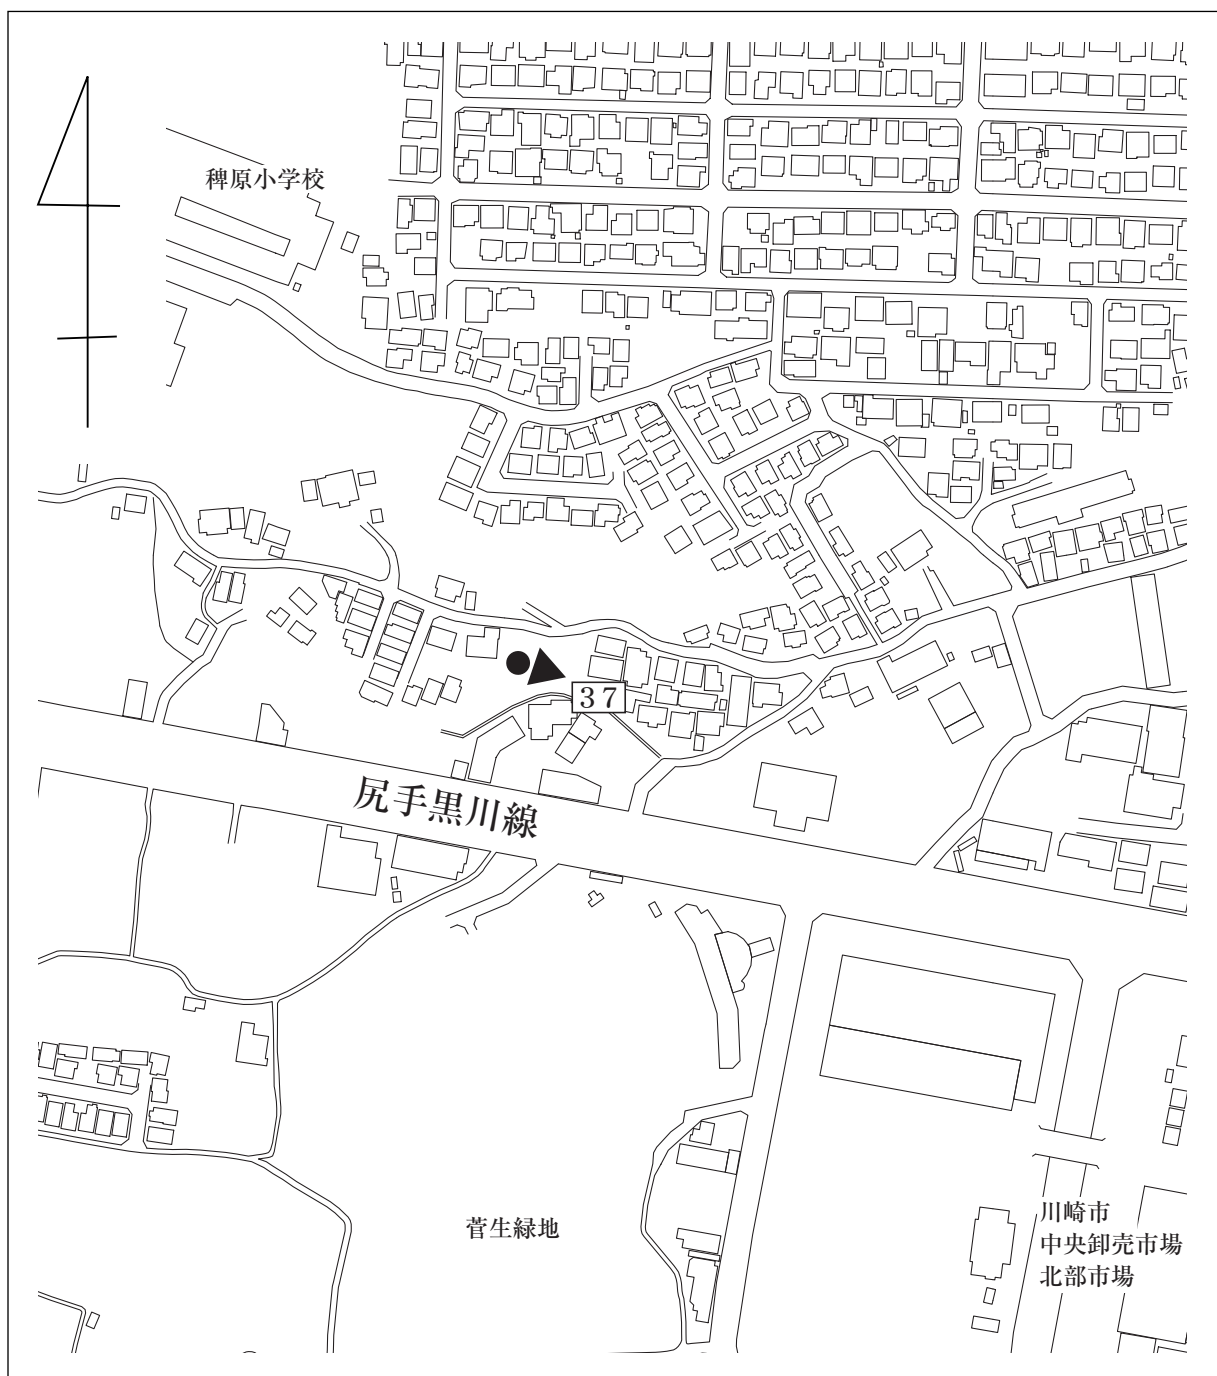 稗原小学校
37
尻手黒川線
菅生緑地
川崎市
中央卸売市場
北部市場